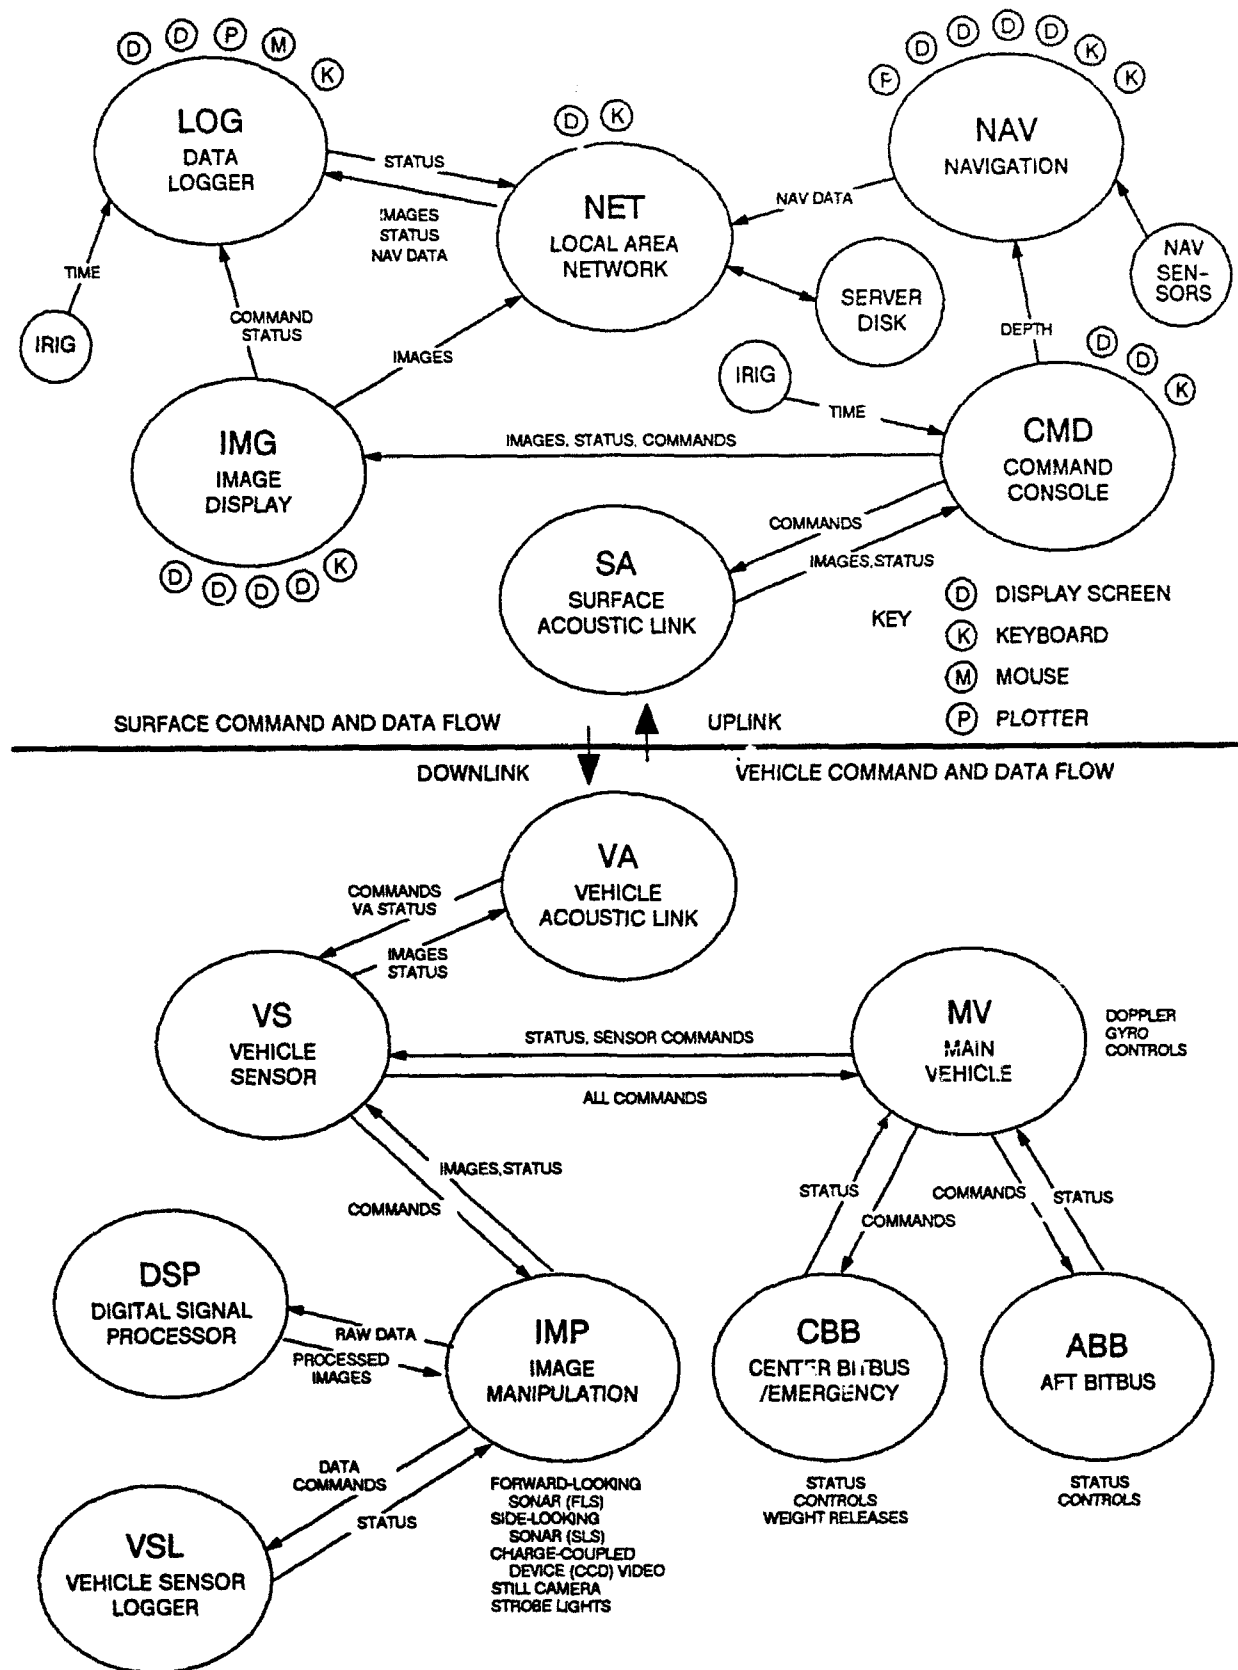 D D P M K
LOG
DATA
LOGGER
STATUS
IMAGES
STATUS
NAV DATA
TIME
IRIG
COMMAND
STATUS
D K
NET
LOCAL AREA
NETWORK
F D D D D K K
NAV
NAVIGATION
NAV DATA
NAV
SEN-
SORS
SERVER
DISK
DEPTH
D D K
IMAGES
IRIG
TIME
IMG
IMAGE
DISPLAY
D D D D K
IMAGES, STATUS, COMMANDS
CMD
COMMAND
CONSOLE
COMMANDS
IMAGES,STATUS
SA
SURFACE
ACOUSTIC LINK
KEY
D DISPLAY SCREEN
K KEYBOARD
M MOUSE
P PLOTTER
SURFACE COMMAND AND DATA FLOW
UPLINK
DOWNLINK
VEHICLE COMMAND AND DATA FLOW
VA
VEHICLE
ACOUSTIC LINK
COMMANDS
VA STATUS
IMAGES
STATUS
VS
VEHICLE
SENSOR
STATUS, SENSOR COMMANDS
ALL COMMANDS
MV
MAIN
VEHICLE
DOPPLER
GYRO
CONTROLS
IMAGES,STATUS
COMMANDS
STATUS
COMMANDS
COMMANDS
STATUS
DSP
DIGITAL SIGNAL
PROCESSOR
RAW DATA
PROCESSED
IMAGES
IMP
IMAGE
MANIPULATION
CBB
CENTER BITBUS
/EMERGENCY
ABB
AFT BITBUS
DATA
COMMANDS
STATUS
FORWARD-LOOKING
SONAR (FLS)
SIDE-LOOKING
SONAR (SLS)
CHARGE-COUPLED
DEVICE (CCD) VIDEO
STILL CAMERA
STROBE LIGHTS
STATUS
CONTROLS
WEIGHT RELEASES
STATUS
CONTROLS
VSL
VEHICLE SENSOR
LOGGER